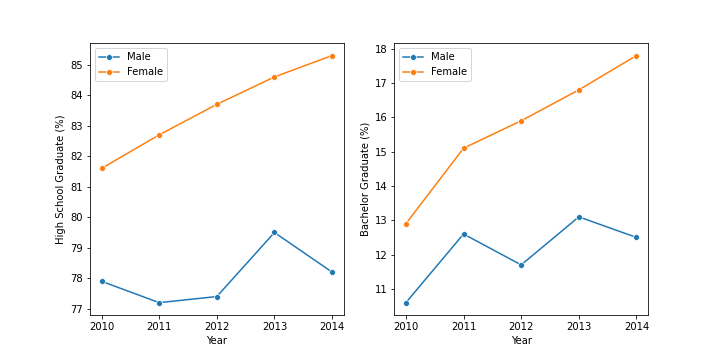 Male
Female
85
84
83
82
81
80
79
78
77
High School Graduate (%)
2010 2011 2012 2013 2014
Year
Male
Female
18
17
16
15
14
13
12
11
Bachelor Graduate (%)
2010 2011 2012 2013 2014
Year